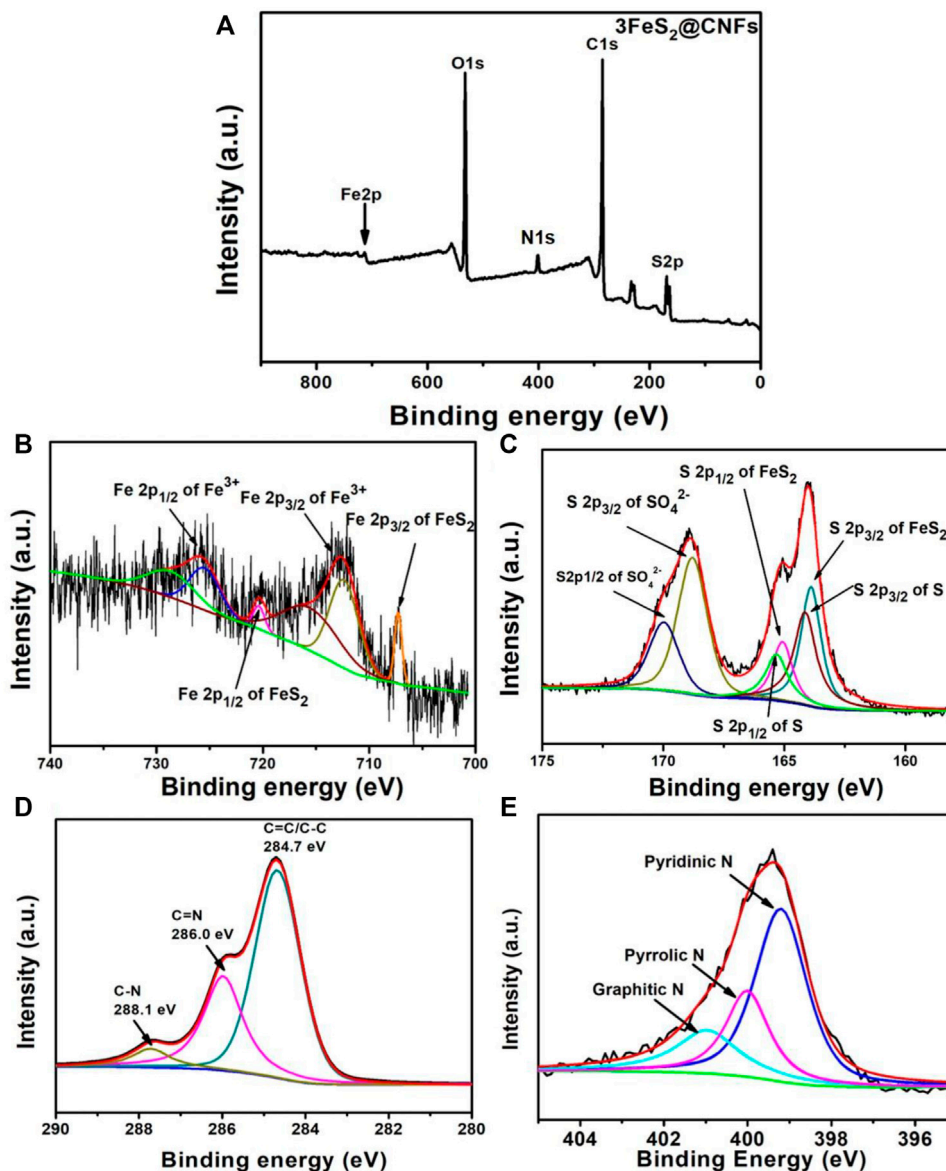 A
3FeS₂@CNFs
C1s
O1s
Fe2p
N1s
S2p
Intensity (a.u.)
800 600 400 200 0
Binding energy (eV)
B
Fe 2p₁/₂ of Fe³⁺
Fe 2p₃/₂ of Fe³⁺
Fe 2p₃/₂ of FeS₂
Fe 2p₁/₂ of FeS₂
Intensity (a.u.)
740 730 720 710 700
Binding energy (eV)
C
S 2p₁/₂ of FeS₂
S 2p₃/₂ of SO₄²⁻
S2p1/2 of SO₄²⁻
S 2p₃/₂ of FeS₂
S 2p₃/₂ of S
S 2p₁/₂ of S
Intensity (a.u.)
175 170 165 160
Binding energy (eV)
D
C=C/C-C
284.7 eV
C=N
286.0 eV
C-N
288.1 eV
Intensity (a.u.)
290 288 286 284 282 280
Binding energy (eV)
E
Pyridinic N
Pyrrolic N
Graphitic N
Intensity (a.u.)
404 402 400 398 396
Binding Energy (eV)